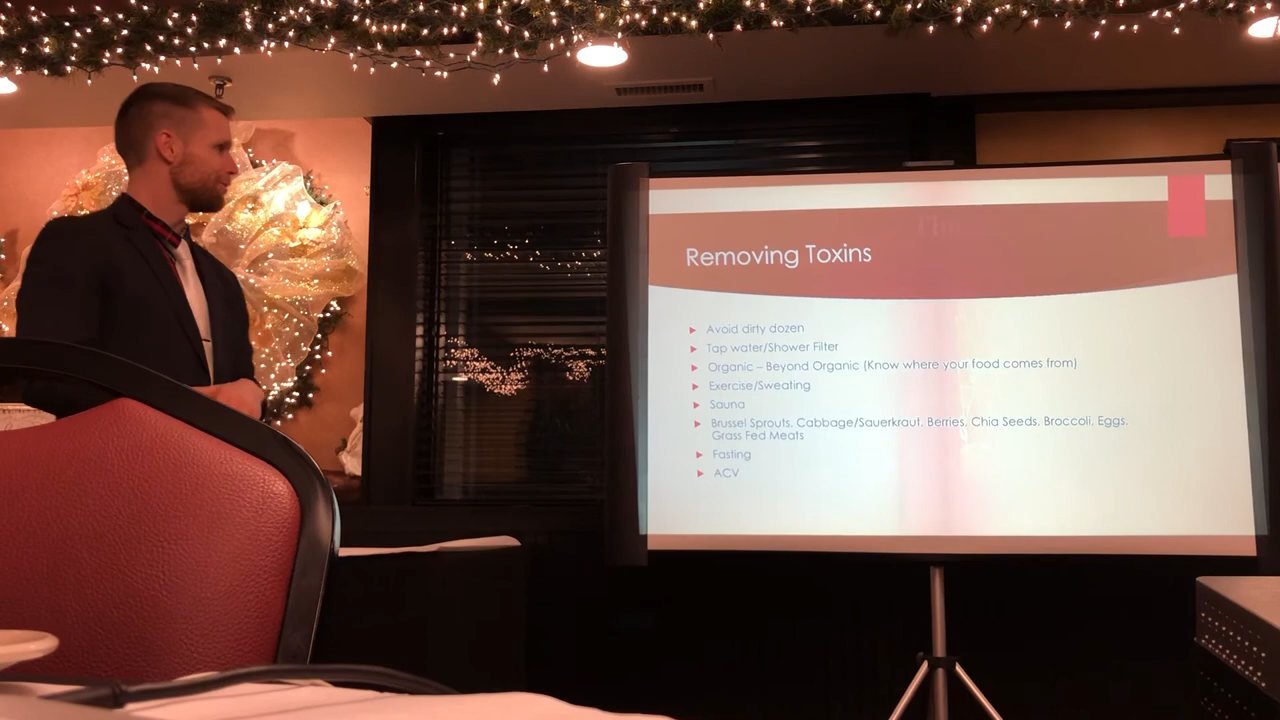 Removing Toxins
Avoid dirty dozen
Tap water/Shower Filter
Organic – Beyond Organic (Know where your food comes from)
Exercise/Sweating
Sauna
Brussel Sprouts, Cabbage/Sauerkraut, Berries, Chia Seeds, Broccoli, Eggs,
Grass Fed Meats
Fasting
ACV